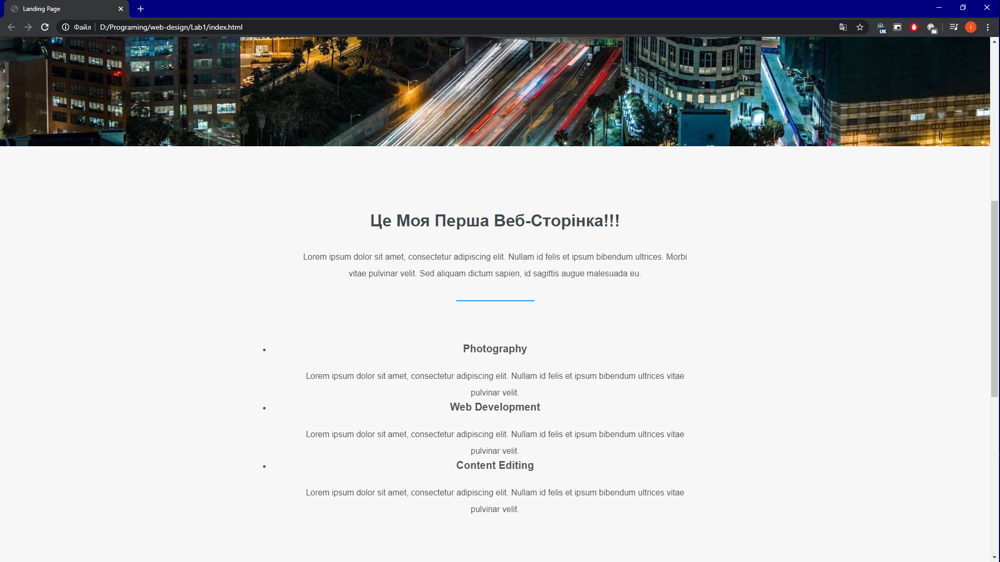 Landing Page
Файл D:/Programing/web-design/Lab1/index.html
UK
I
Це Моя Перша Веб-Сторінка!!!
Lorem ipsum dolor sit amet, consectetur adipiscing elit. Nullam id felis et ipsum bibendum ultrices. Morbi
vitae pulvinar velit. Sed aliquam dictum sapien, id sagittis augue malesuada eu.
Photography
Lorem ipsum dolor sit amet, consectetur adipiscing elit. Nullam id felis et ipsum bibendum ultrices vitae
pulvinar velit.
Web Development
Lorem ipsum dolor sit amet, consectetur adipiscing elit. Nullam id felis et ipsum bibendum ultrices vitae
pulvinar velit.
Content Editing
Lorem ipsum dolor sit amet, consectetur adipiscing elit. Nullam id felis et ipsum bibendum ultrices vitae
pulvinar velit.